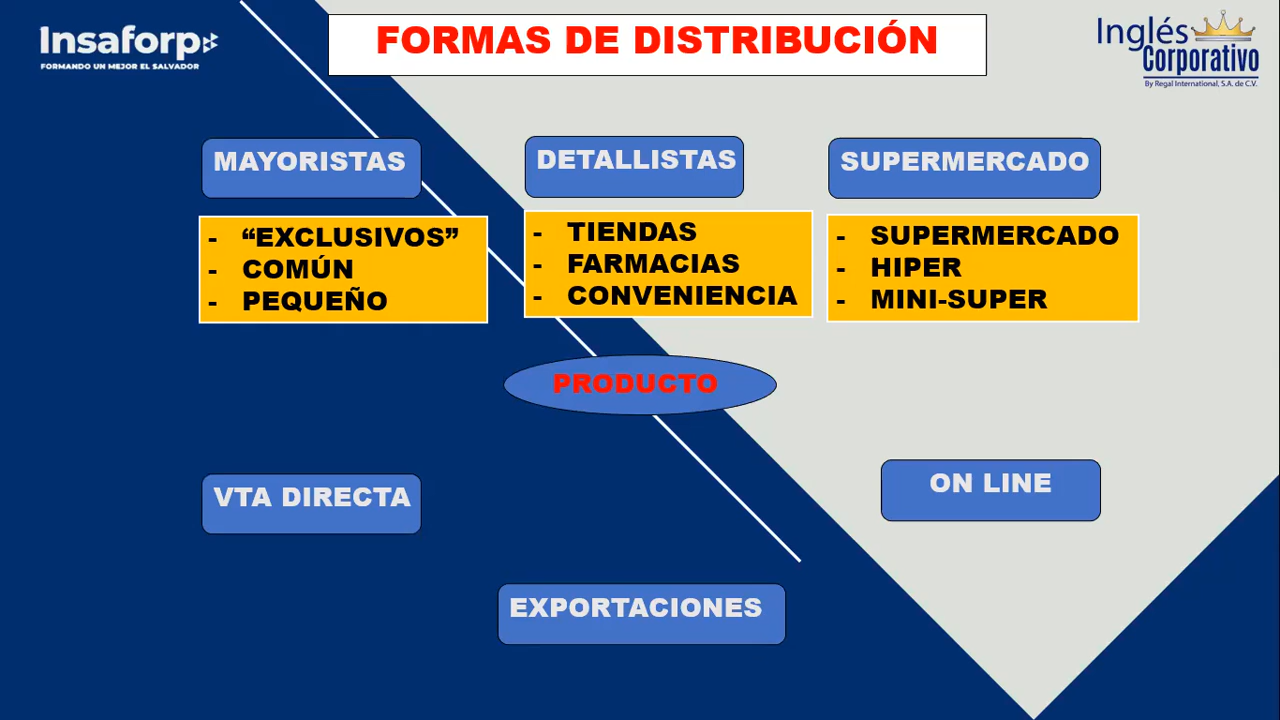 Insaforp
FORMANDO UN MEJOR EL SALVADOR
FORMAS DE DISTRIBUCIÓN
Inglés
Corporativo
By Regal International, S.A. de C.V.
MAYORISTAS
DETALLISTAS
SUPERMERCADO
- “EXCLUSIVOS”
- COMÚN
- PEQUEÑO
- TIENDAS
- FARMACIAS
- CONVENIENCIA
- SUPERMERCADO
- HIPER
- MINI-SUPER
PRODUCTO
VTA DIRECTA
ON LINE
EXPORTACIONES